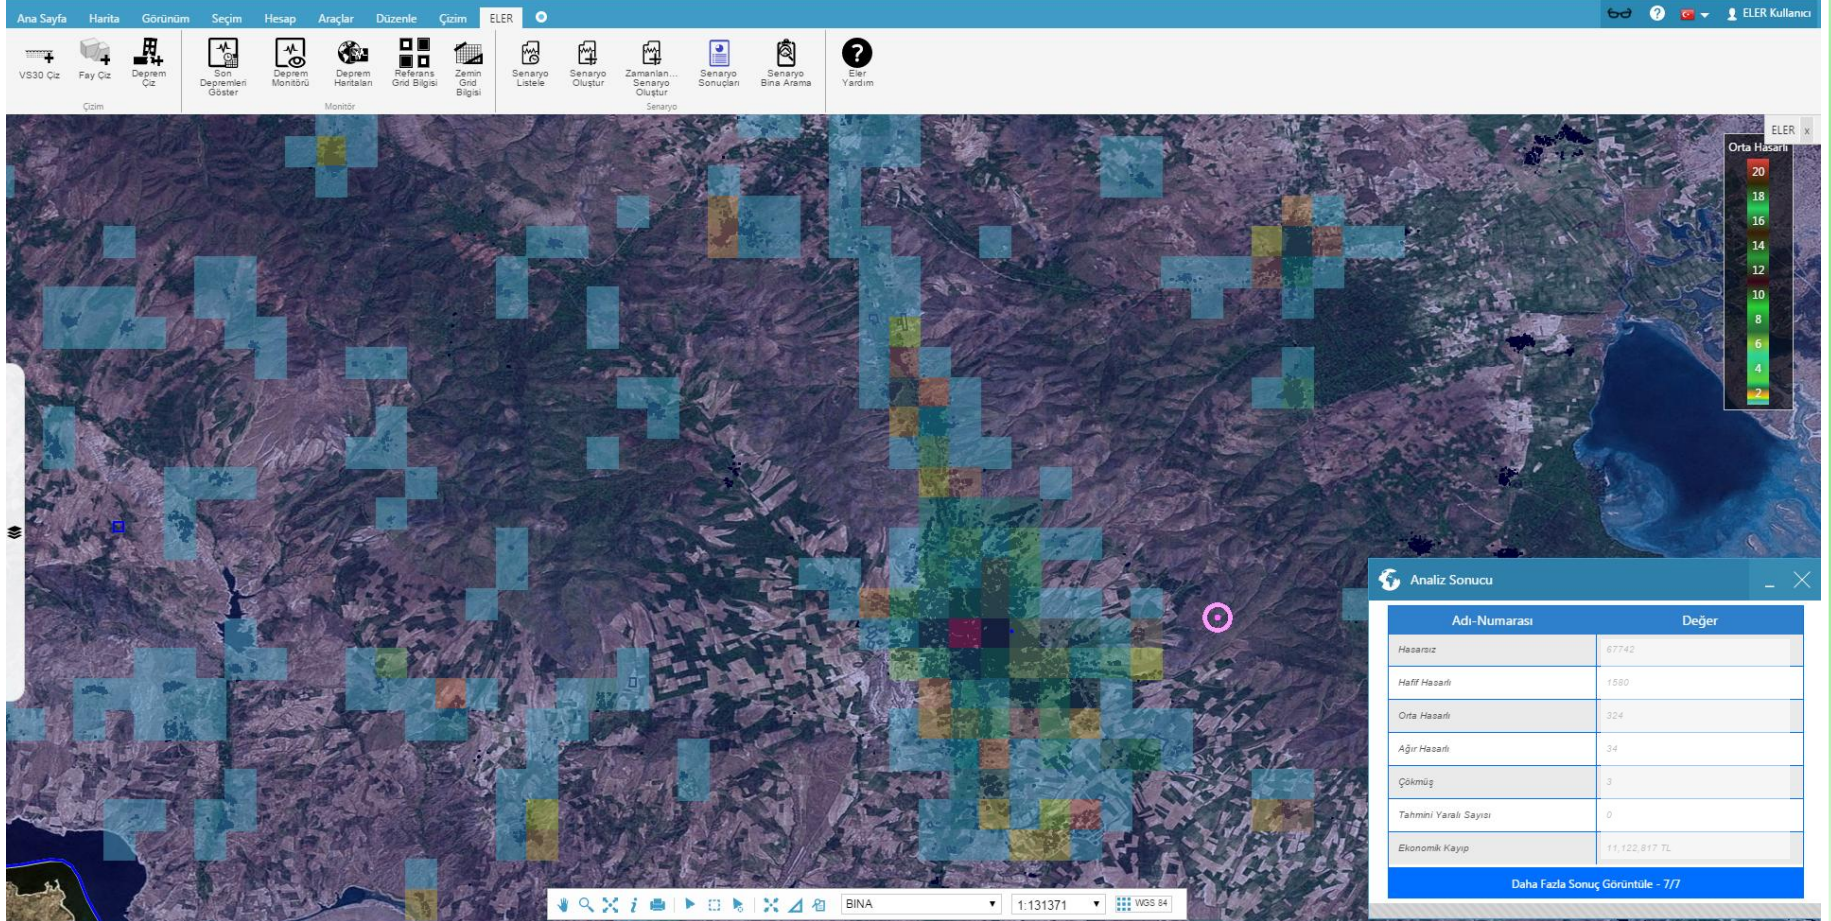 Ana Sayfa Harita Görünüm Seçim Hesap Araçlar Düzenle Çizim ELER
ELER Kullanıcı
VS30 Çiz
Fay Çiz
Deprem
Çiz
Son
Depremleri
Göster
Deprem
Monitörü
Deprem
Haritaları
Referans
Grid Bilgisi
Zemin
Grid
Bilgisi
Senaryo
Listele
Senaryo
Oluştur
Zamanlan...
Senaryo
Oluştur
Senaryo
Sonuçları
Senaryo
Bina Arama
Eler
Yardım
Çizim
Monitör
Senaryo
ELER x
Orta Hasarlı
20
18
16
14
12
10
8
6
4
2
Analiz Sonucu
Adı-Numarası Değer
Hasarsız 67742
Hafif Hasarlı 1580
Orta Hasarlı 324
Ağır Hasarlı 34
Çökmüş 3
Tahmini Yaralı Sayısı 0
Ekonomik Kayıp 11,122,817 TL
Daha Fazla Sonuç Görüntüle - 7/7
BINA 1:131371 WGS 84